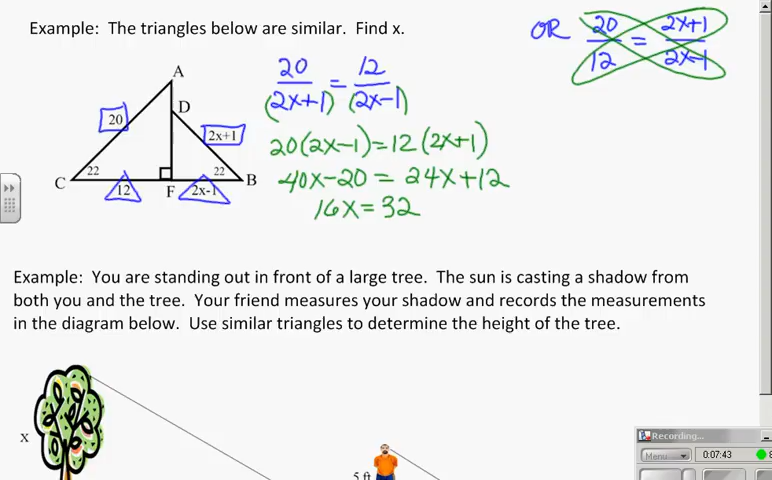 Example: The triangles below are similar. Find x.
OR 20/12 = 2x+1/2x-1
20/(2x+1) = 12/(2x-1)
A
D
20
2x+1
20(2x-1)=12(2x+1)
22
22
C
12
F
2x-1
B
40x-20 = 24x+12
16x=32
Example: You are standing out in front of a large tree. The sun is casting a shadow from
both you and the tree. Your friend measures your shadow and records the measurements
in the diagram below. Use similar triangles to determine the height of the tree.
X
5 ft
Recording...
Menu
0:07:43